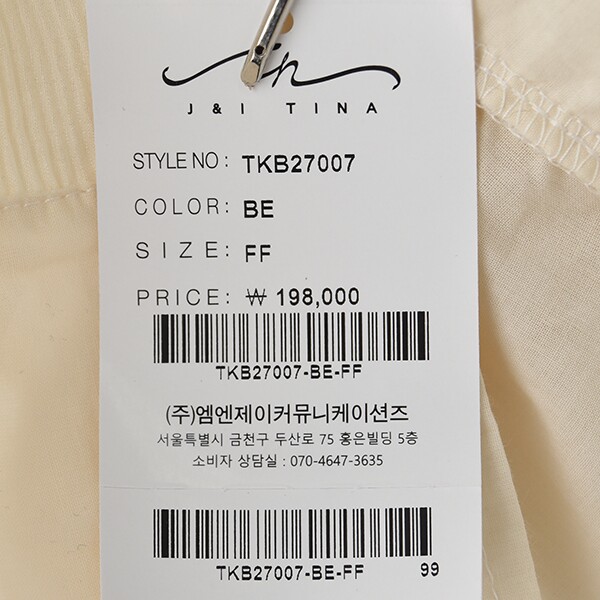 J&I TINA
STYLE NO: TKB27007
COLOR: BE
SIZE: FF
PRICE: ₩ 198,000
TKB27007-BE-FF
(주)엠엔제이커뮤니케이션즈
서울특별시 금천구 두산로 75 홍은빌딩 5층
소비자 상담실 : 070-4647-3635
TKB27007-BE-FF 99